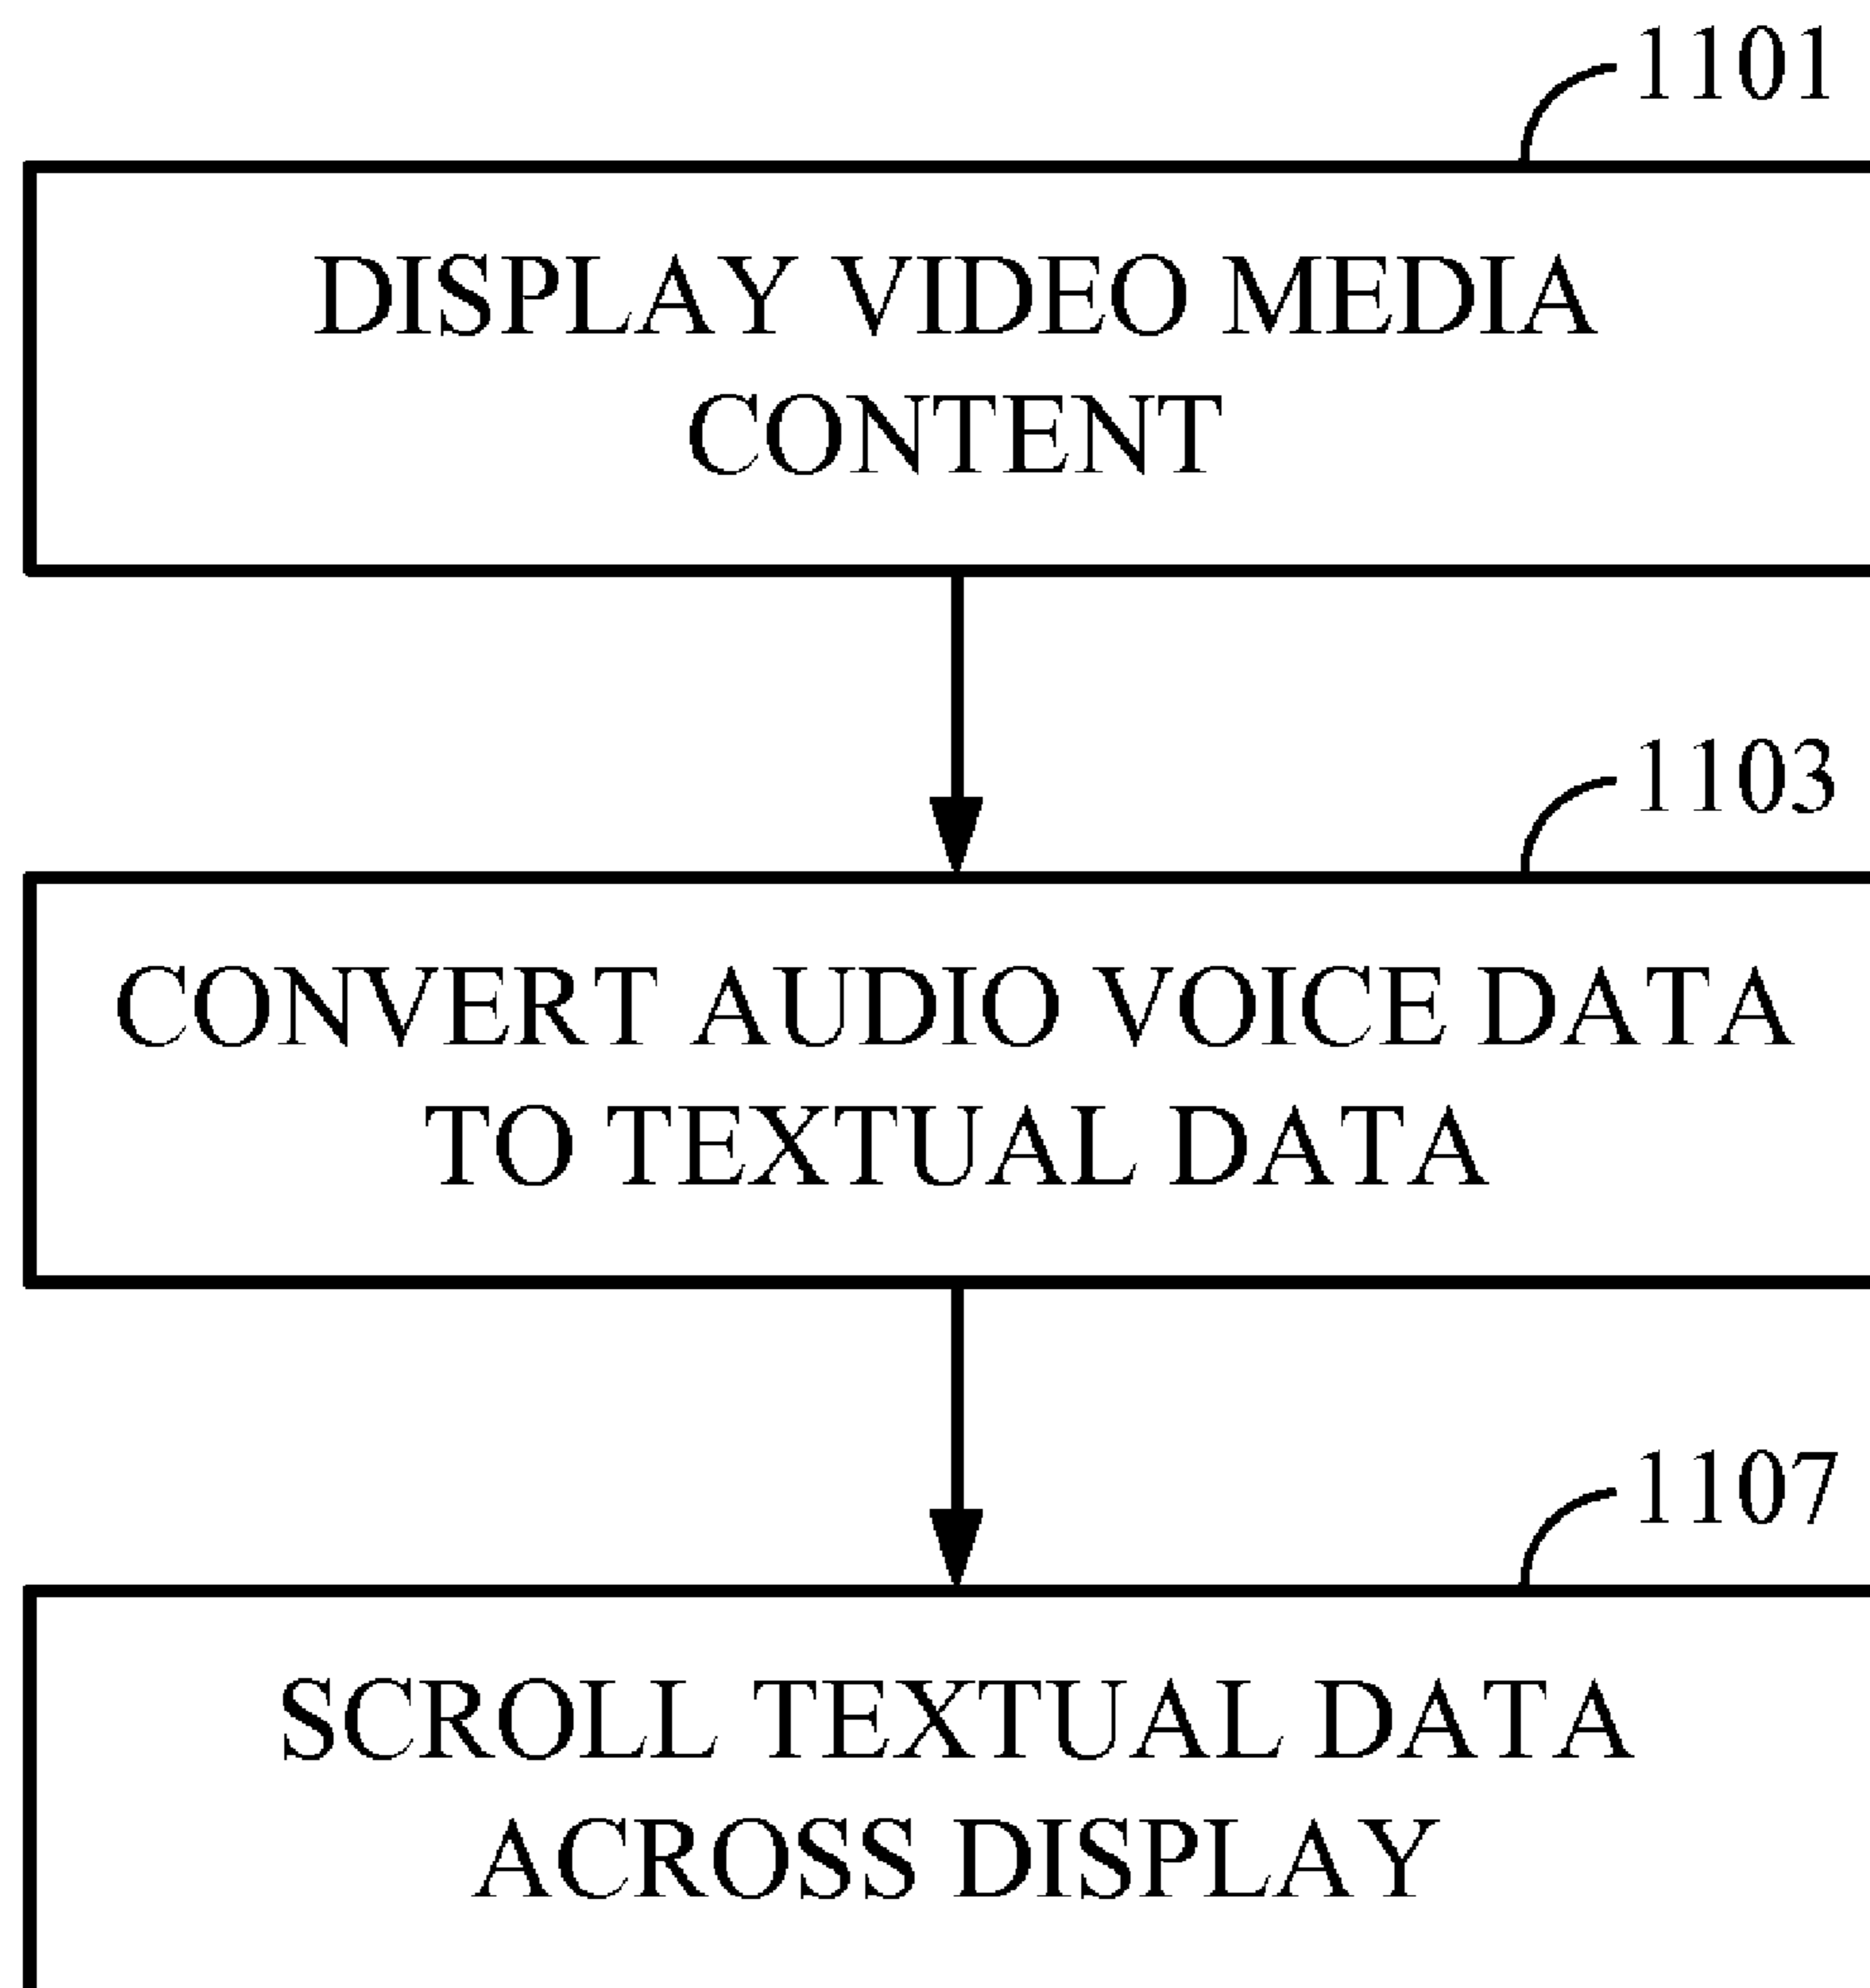 1101
DISPLAY VIDEO MEDIA
CONTENT
1103
CONVERT AUDIO VOICE DATA
TO TEXTUAL DATA
1107
SCROLL TEXTUAL DATA
ACROSS DISPLAY